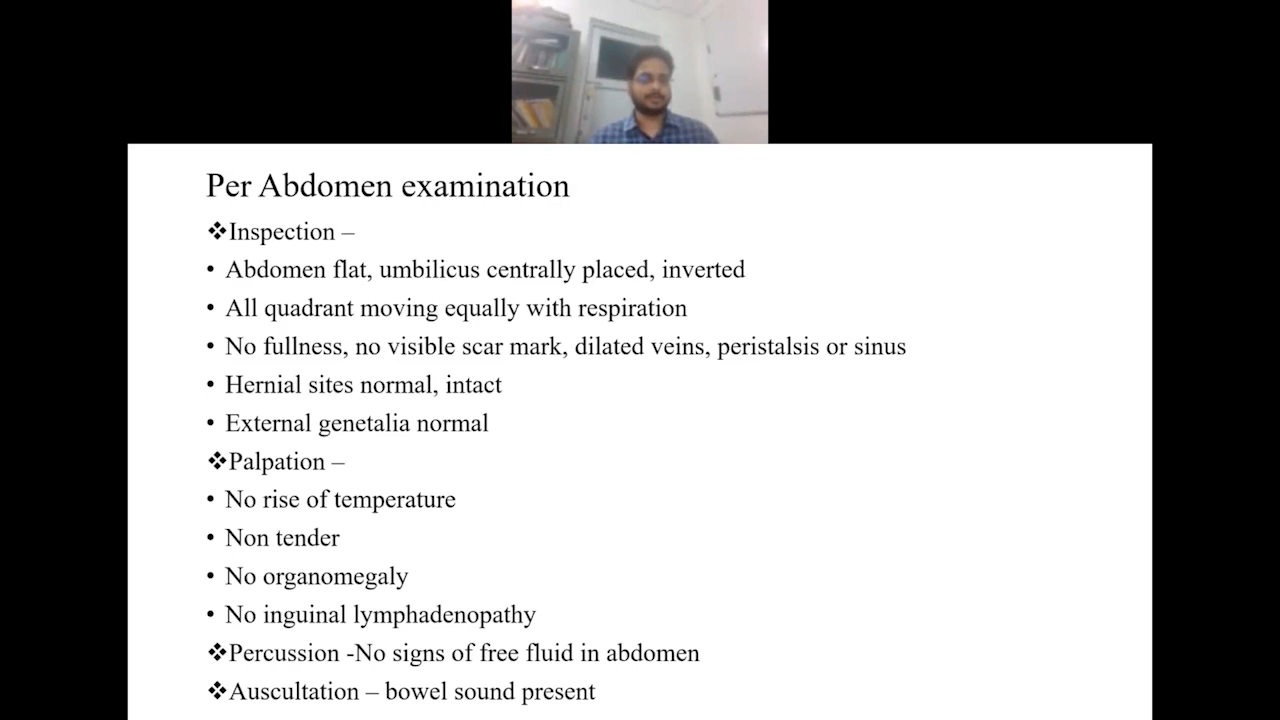 Per Abdomen examination
❖Inspection –
• Abdomen flat, umbilicus centrally placed, inverted
• All quadrant moving equally with respiration
• No fullness, no visible scar mark, dilated veins, peristalsis or sinus
• Hernial sites normal, intact
• External genetalia normal
❖Palpation –
• No rise of temperature
• Non tender
• No organomegaly
• No inguinal lymphadenopathy
❖Percussion -No signs of free fluid in abdomen
❖Auscultation – bowel sound present